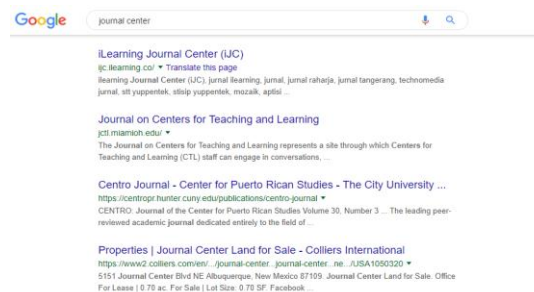 Google
journal center
iLearning Journal Center (iJC)
ijc.ilearning.co/ ▾ Translate this page
Ilearning Journal Center (iJC), jurnal ilearning, jurnal, jurnal raharja, jurnal tangerang, technomedia
jurnal, stt yuppentek, stisip yuppentek, mozaik, aptisi ...
Journal on Centers for Teaching and Learning
jctl.miamioh.edu/ ▾
The Journal on Centers for Teaching and Learning represents a site through which Centers for
Teaching and Learning (CTL) staff can engage in conversations, ...
Centro Journal - Center for Puerto Rican Studies - The City University ...
https://centropr.hunter.cuny.edu/publications/centro-journal ▾
CENTRO: Journal of the Center for Puerto Rican Studies Volume 30, Number 3 ... The leading peer-
reviewed academic journal dedicated entirely to the field of ...
Properties | Journal Center Land for Sale - Colliers International
https://www2.colliers.com/en/.../journal-center...journal-center...ne.../USA1050320 ▾
5151 Journal Center Blvd NE Albuquerque, New Mexico 87109. Journal Center Land for Sale. Office
For Lease | 0.70 ac. For Sale | Lot Size: 0.70 SF. Facebook ...